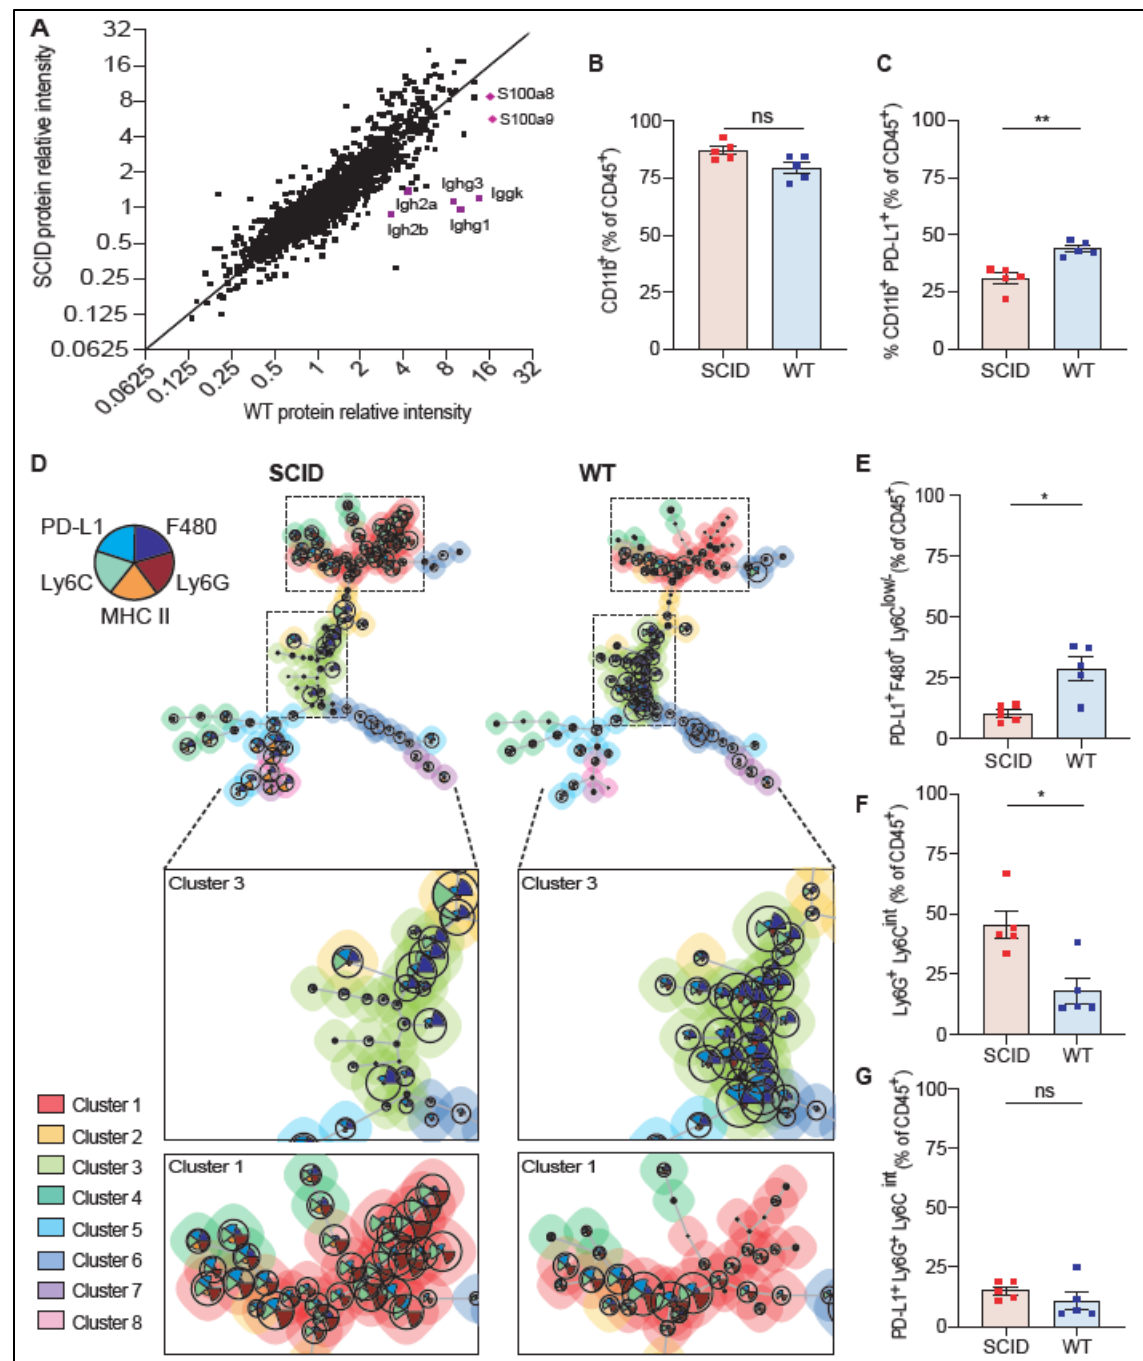 A
SCID protein relative intensity
32
16
8
4
2
1
0.5
0.25
0.125
0.0625
0.0625
0.125
0.25
0.5
1
2
4
8
16
32
WT protein relative intensity
S100a8
S100a9
Ighg3
Iggk
Igh2a
Igh2b
Ighg1
B
CD11b+ (% of CD45+)
100
75
50
25
0
ns
SCID
WT
C
% CD11b+ PD-L1+ (% of CD45+)
100
75
50
25
0
**
SCID
WT
D
SCID
WT
PD-L1
F480
Ly6C
Ly6G
MHC II
Cluster 3
Cluster 3
Cluster 1
Cluster 1
Cluster 1
Cluster 2
Cluster 3
Cluster 4
Cluster 5
Cluster 6
Cluster 7
Cluster 8
E
PD-L1+ F480+ Ly6Clow/- (% of CD45+)
100
75
50
25
0
*
SCID
WT
F
Ly6G+ Ly6Cint (% of CD45+)
100
75
50
25
0
*
SCID
WT
G
PD-L1+ Ly6G+ Ly6C int (% of CD45+)
100
75
50
25
0
ns
SCID
WT